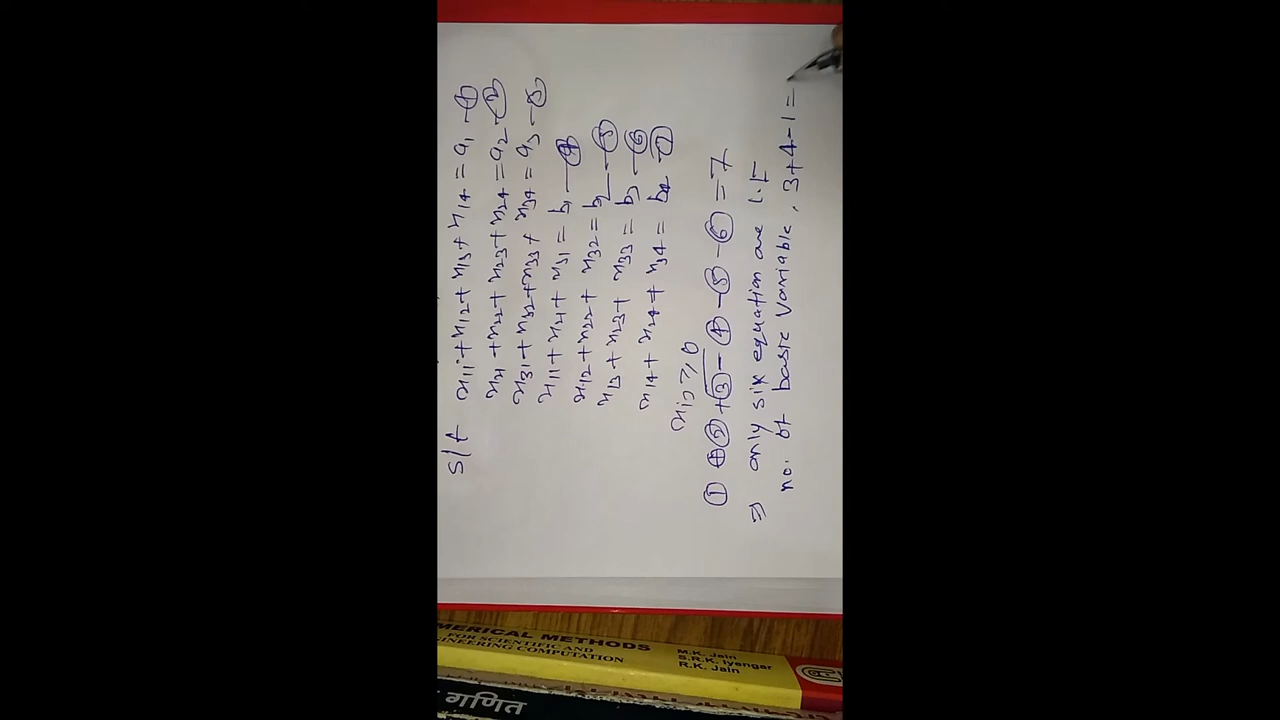 s/t x11 + x12 + x13 + x14 = a1 - ①
x21 + x22 + x23 + x24 = a2 - ②
x31 + x32 + x33 + x34 = a3 - ③
x11 + x21 + x31 = b1 - ④
x12 + x22 + x32 = b2 - ⑤
x13 + x23 + x33 = b3 - ⑥
x14 + x24 + x34 = b4 - ⑦
xij ≥ 0
① + ② + ③ - ④ - ⑤ - ⑥ = 7
⇒ only six equation are L.I
no. of basic variable, 3+4-1 =
MERICAL METHODS
FOR SCIENTIFIC AND
GINEERING COMPUTATION
M.K. Jain
S.R.K. Iyengar
R.K. Jain
गणित